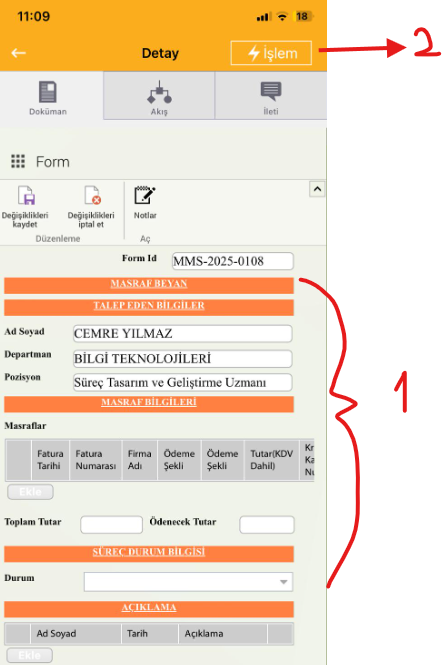 11:09
18
Detay
İşlem
2
Doküman
Akış
İleti
Form
Değişiklikleri kaydet
Değişiklikleri iptal et
Notlar
Düzenleme
Aç
Form Id MMS-2025-0108
MASRAF BEYAN
TALEP EDEN BİLGİLER
Ad Soyad CEMRE YILMAZ
Departman BİLGİ TEKNOLOJİLERİ
Pozisyon Süreç Tasarım ve Geliştirme Uzmanı
1
MASRAF BİLGİLERİ
Masraflar
Fatura Tarihi
Fatura Numarası
Firma Adı
Ödeme Şekli
Ödeme Şekli
Tutar(KDV Dahil)
Ekle
Toplam Tutar Ödenecek Tutar
SÜREÇ DURUM BİLGİSİ
Durum
AÇIKLAMA
Ad Soyad Tarih Açıklama
Ekle